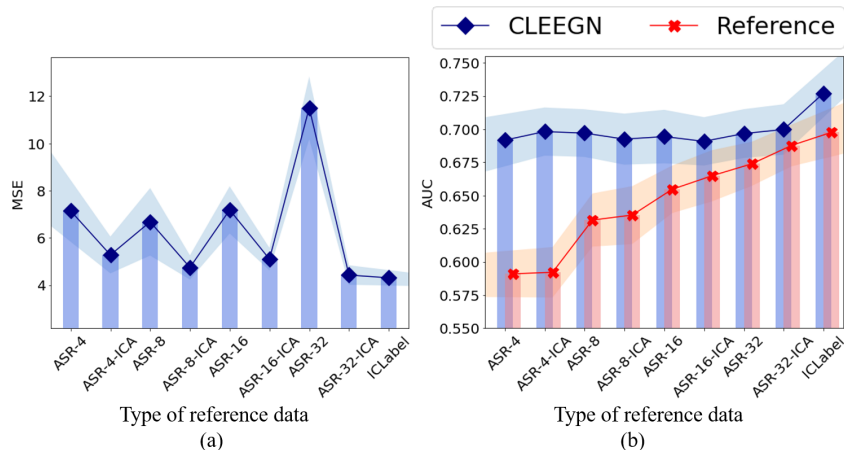 CLEEGN Reference
MSE
12
10
8
6
4
ASR-4
ASR-4-ICA
ASR-8
ASR-8-ICA
ASR-16
ASR-16-ICA
ASR-32
ASR-32-ICA
ICLabel
Type of reference data
(a)
AUC
0.750
0.725
0.700
0.675
0.650
0.625
0.600
0.575
0.550
ASR-4
ASR-4-ICA
ASR-8
ASR-8-ICA
ASR-16
ASR-16-ICA
ASR-32
ASR-32-ICA
ICLabel
Type of reference data
(b)